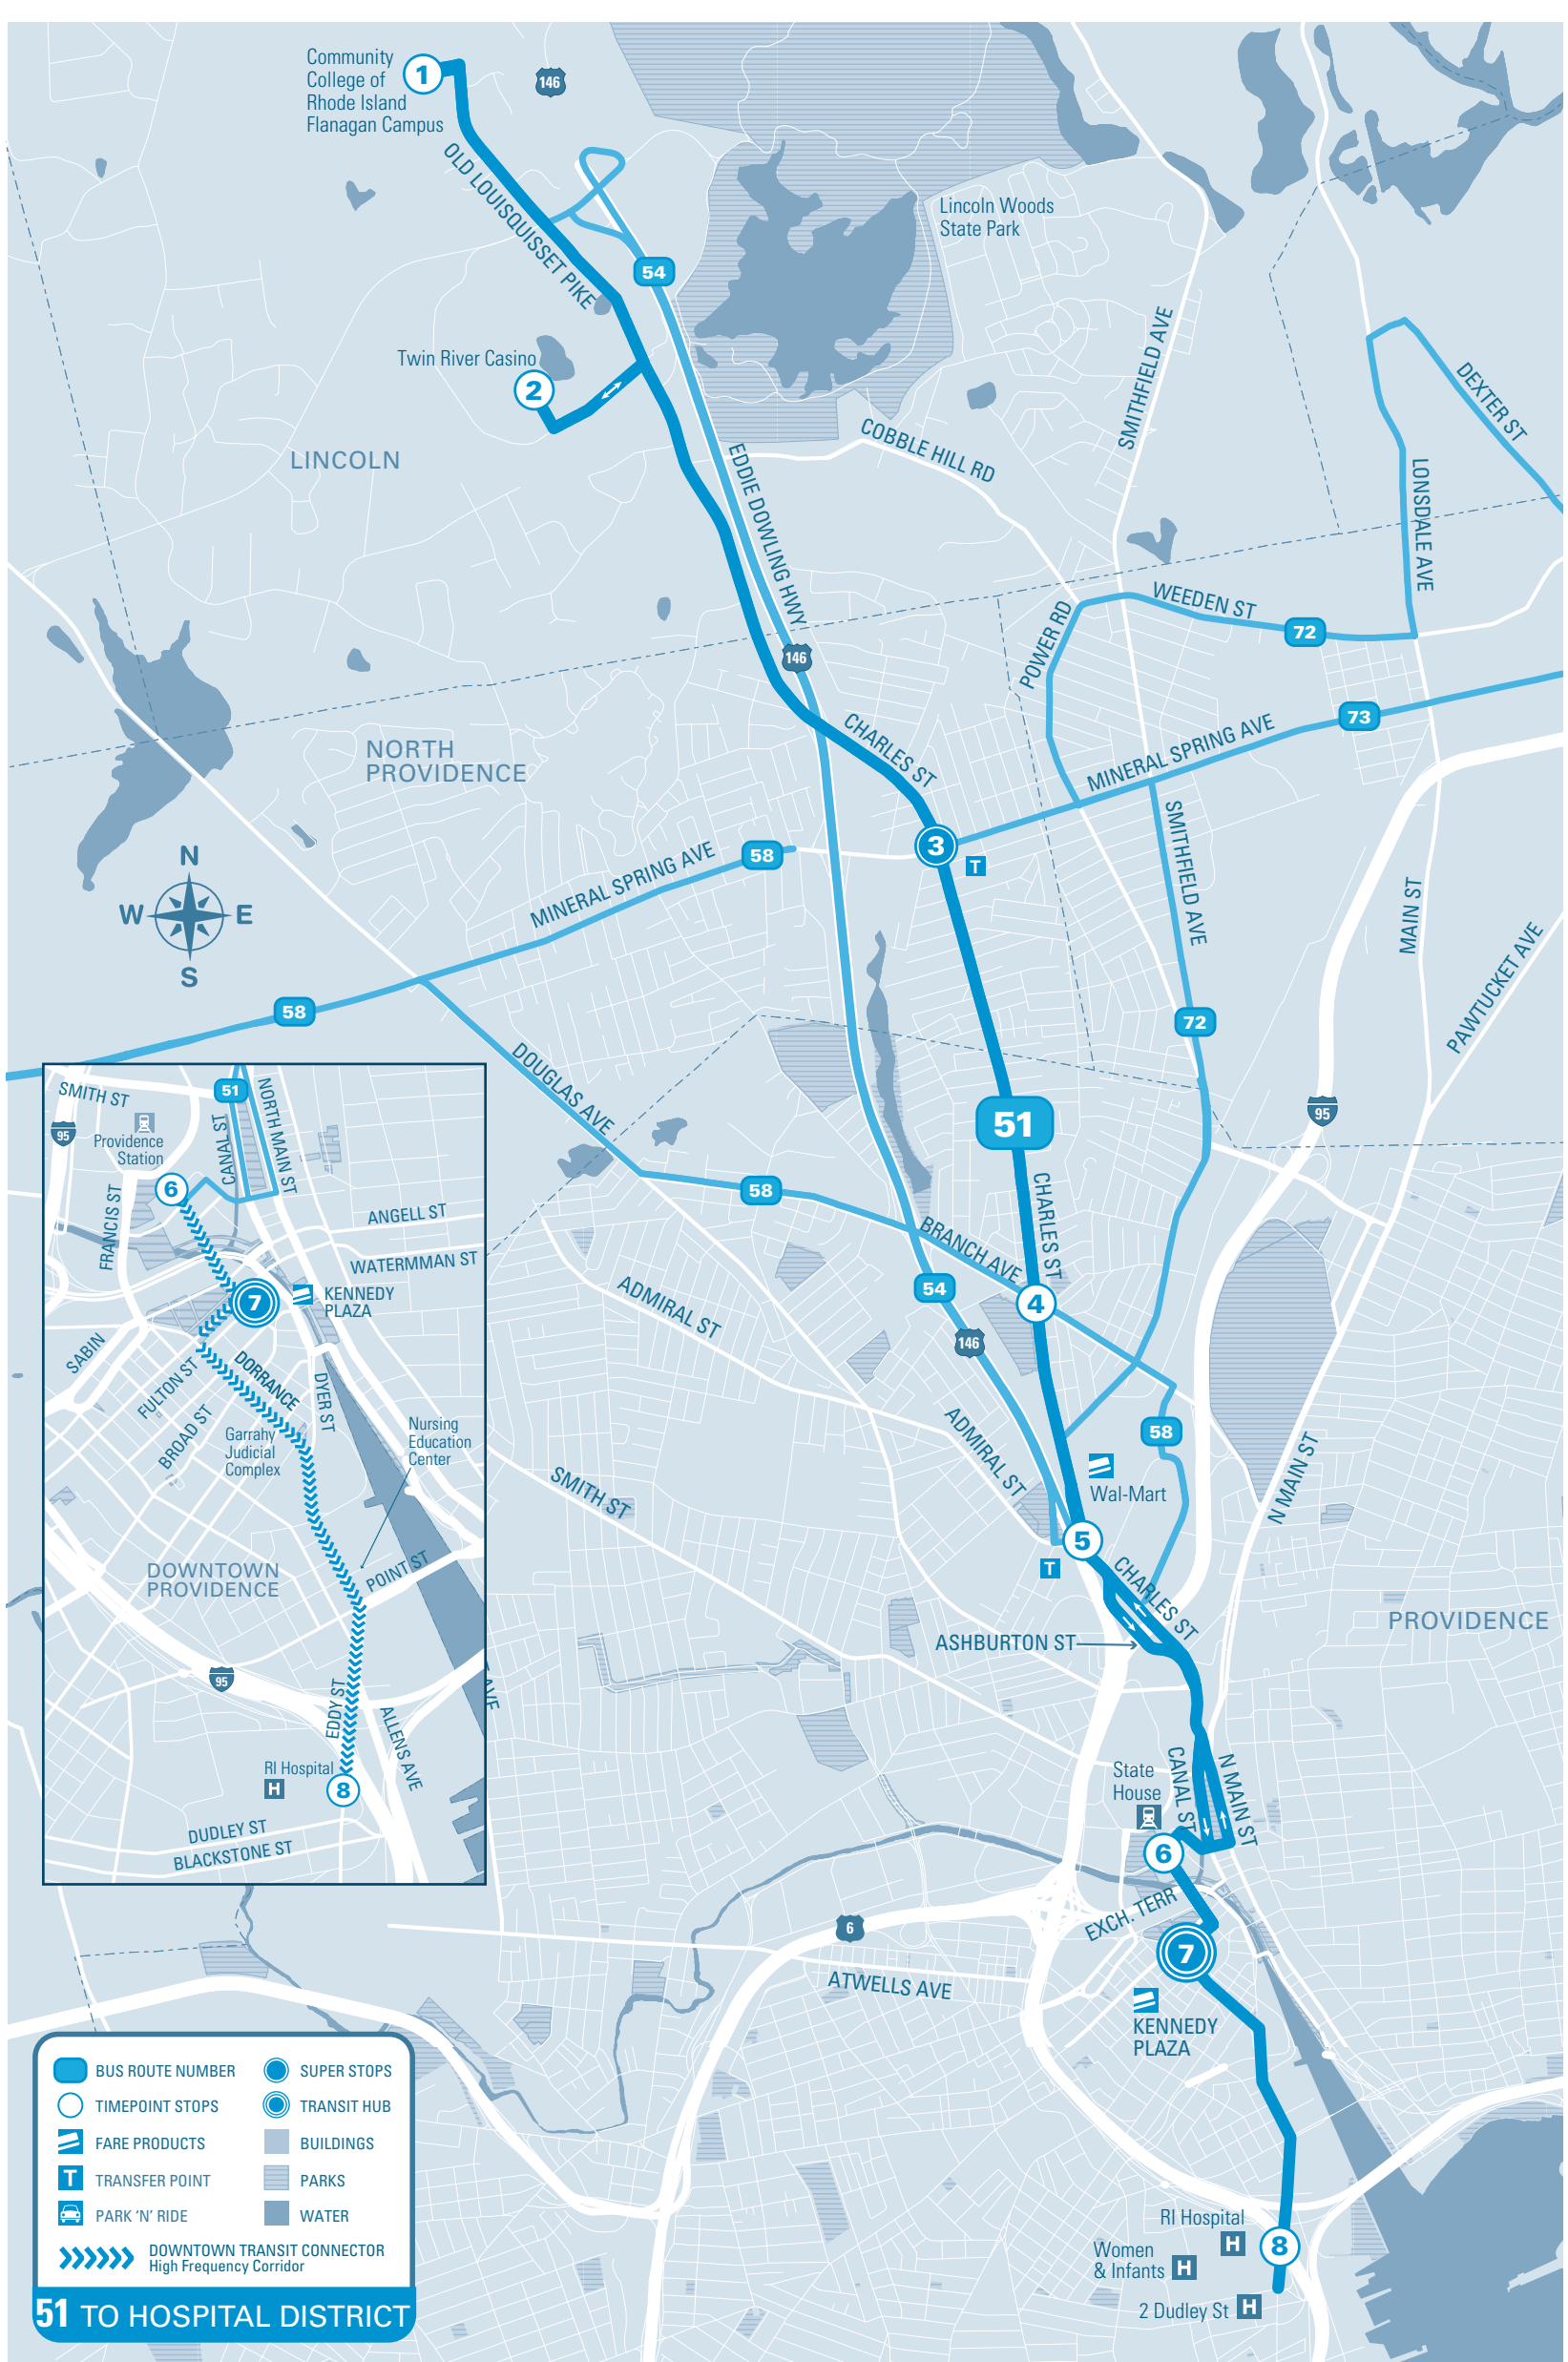 Community
College of
Rhode Island
Flanagan Campus
1
146
OLD LOUISQUISSET PIKE
Lincoln Woods
State Park
54
Twin River Casino
2
LINCOLN
SMITHFIELD AVE
DEXTER ST
COBBLE HILL RD
EDDIE DOWLING HWY
LONSDALE AVE
WEEDEN ST
72
POWER RD
146
73
NORTH
PROVIDENCE
CHARLES ST
MINERAL SPRING AVE
3
T
58
MINERAL SPRING AVE
SMITHFIELD AVE
N
W
E
S
MAIN ST
PAWTUCKET AVE
58
72
DOUGLAS AVE
95
51
58
CHARLES ST
BRANCH AVE
54
4
ADMIRAL ST
146
ADMIRAL ST
58
Wal-Mart
N MAIN ST
SMITH ST
5
T
CHARLES ST
PROVIDENCE
ASHBURTON ST
State
House
CANAL ST
N MAIN ST
6
EXCH. TERR
6
7
ATWELLS AVE
KENNEDY
PLAZA
RI Hospital
H
8
Women
& Infants
H
2 Dudley St
H
SMITH ST
51
NORTH MAIN ST
CANAL ST
95
Providence
Station
6
FRANCIS ST
ANGELL ST
WATERMMAN ST
7
KENNEDY
PLAZA
SABIN
FULTON ST
DORRANCE
DYER ST
BROAD ST
Garrahy
Judicial
Complex
Nursing
Education
Center
DOWNTOWN
PROVIDENCE
POINT ST
95
EDDY ST
ALLENS AVE
AVE
RI Hospital
H
8
DUDLEY ST
BLACKSTONE ST
BUS ROUTE NUMBER
SUPER STOPS
TIMEPOINT STOPS
TRANSIT HUB
FARE PRODUCTS
BUILDINGS
T
TRANSFER POINT
PARKS
PARK 'N' RIDE
WATER
DOWNTOWN TRANSIT CONNECTOR
High Frequency Corridor
51 TO HOSPITAL DISTRICT